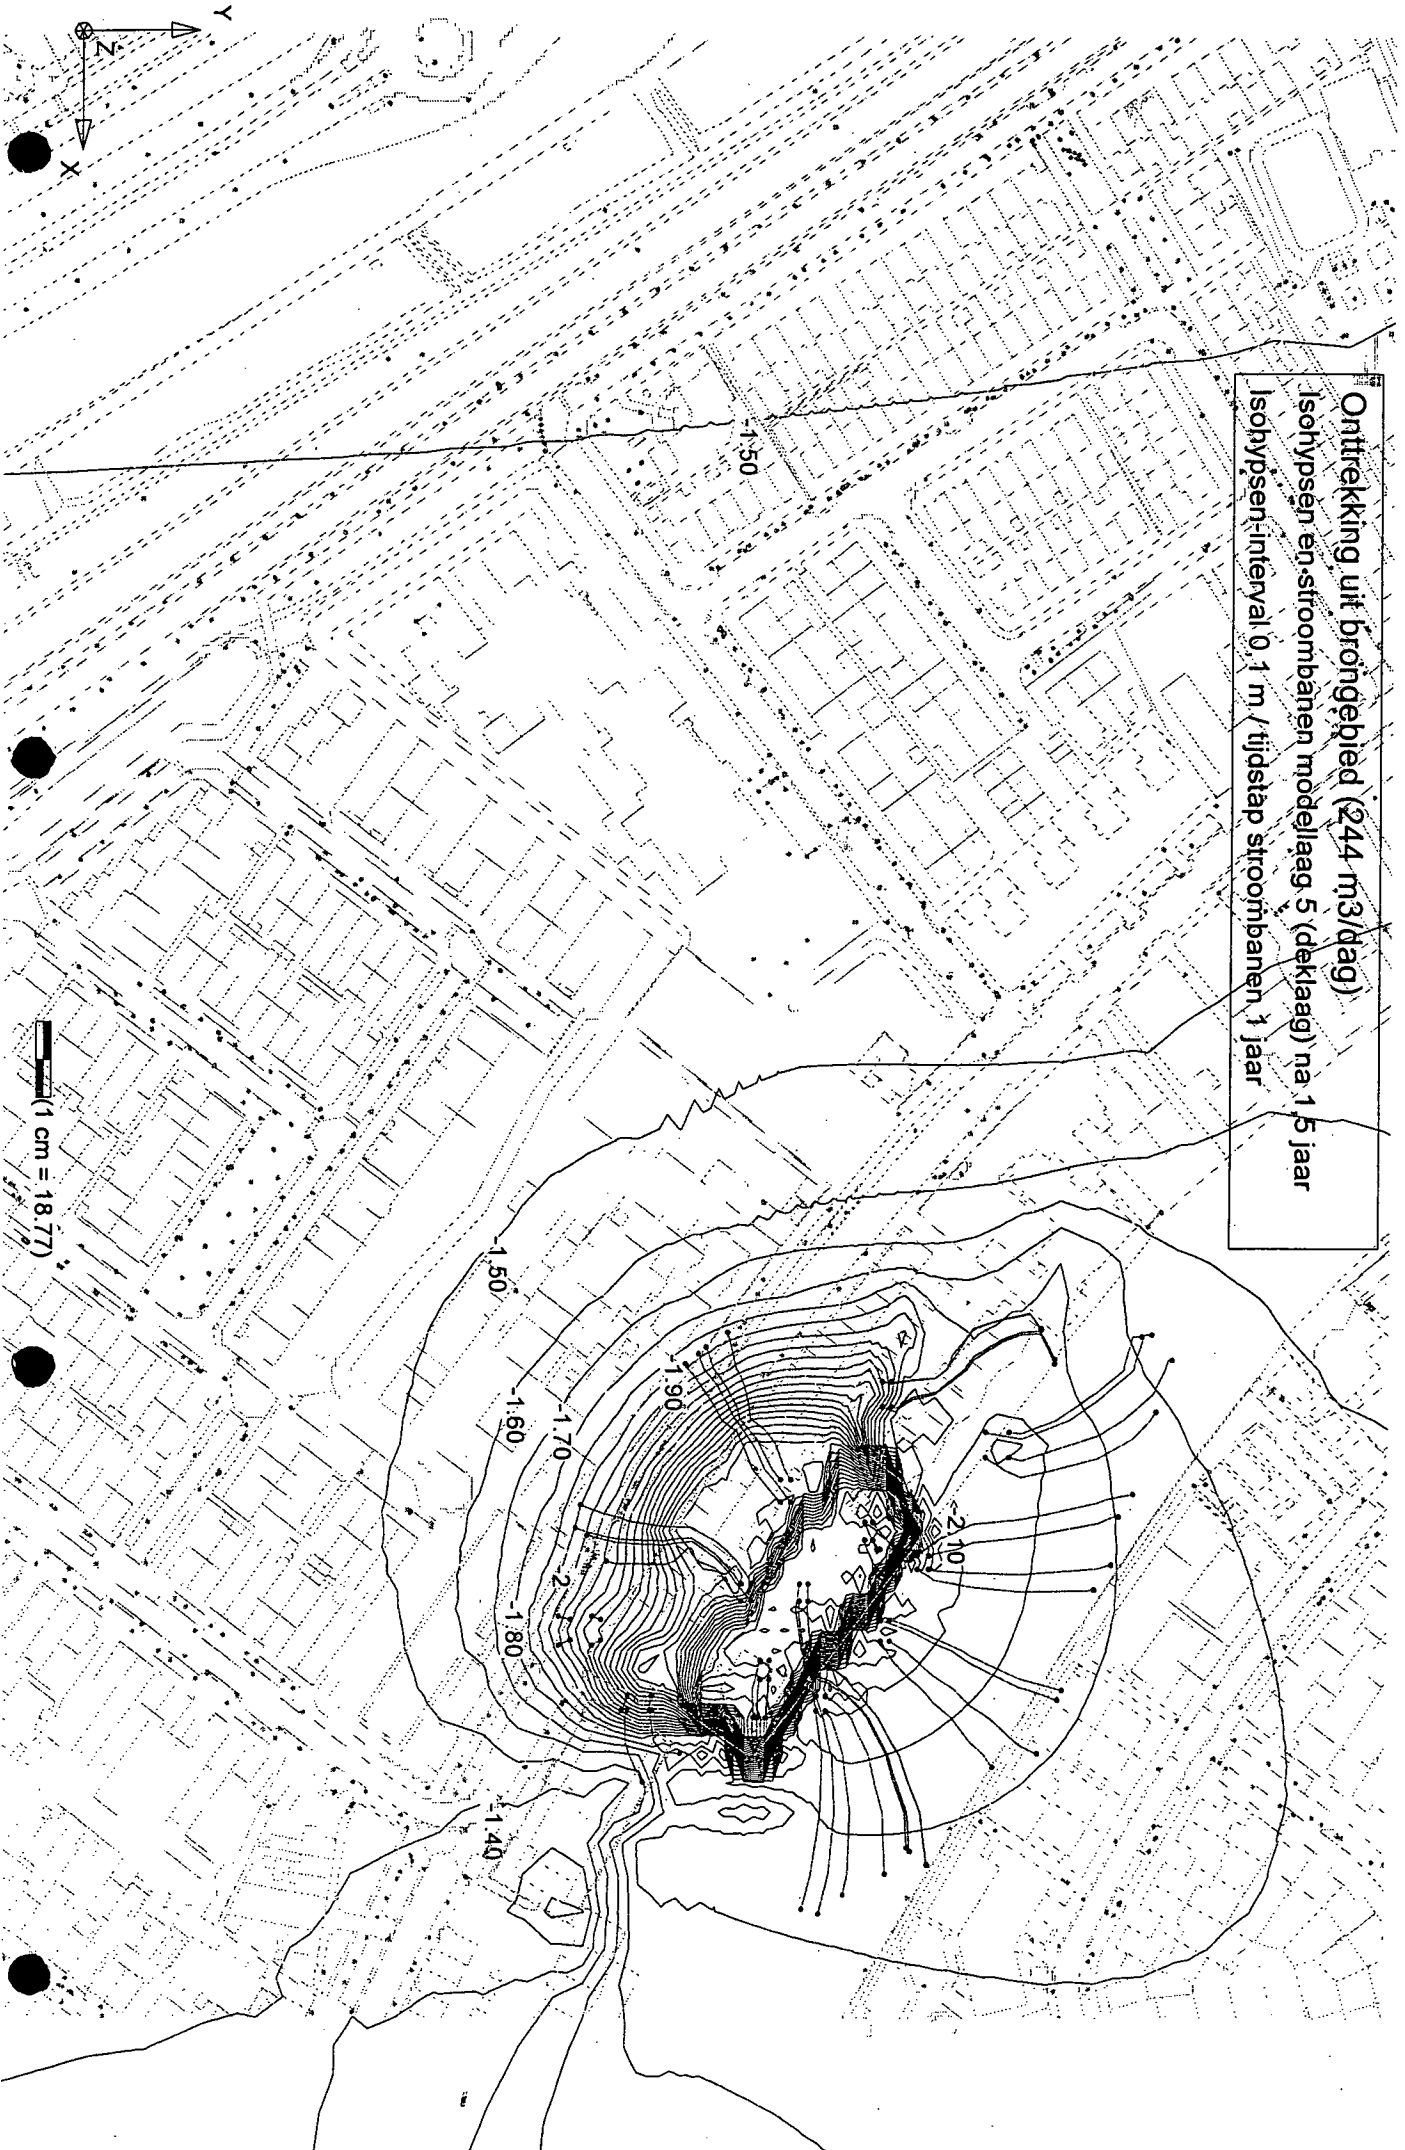 Onttrekking uit brongebied (244 m3/dag)
Isohypsen en stroombanen modellaag 5 (deklaag) na 1,5 jaar
Isohypsen-interval 0,1 m / tijdstap stroombanen 1 jaar
Y
Z
X
-1.50
-1.50
-1.60
-1.70
-1.90
-2.10
-2
-1.80
-1.40
(1 cm = 18.77)